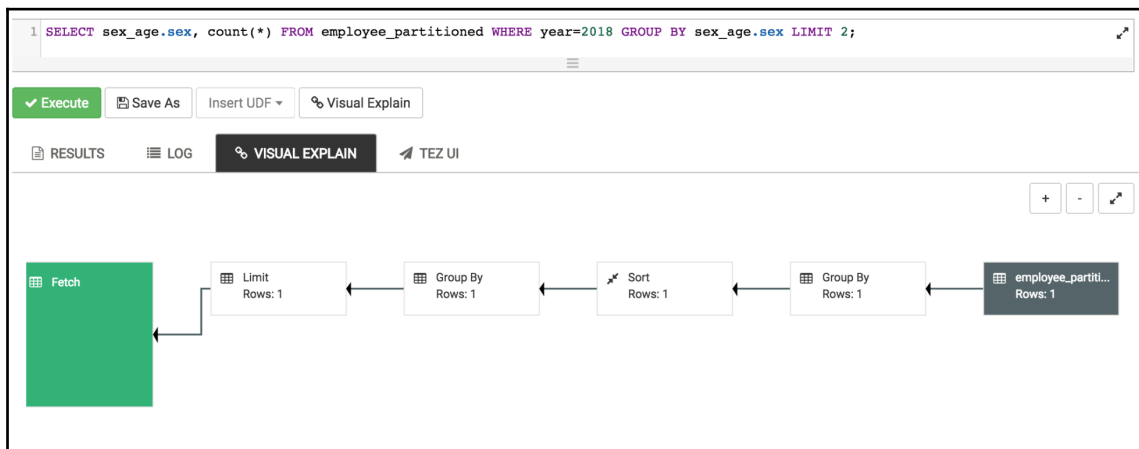 1 SELECT sex_age.sex, count(*) FROM employee_partitioned WHERE year=2018 GROUP BY sex_age.sex LIMIT 2;
Execute Save As Insert UDF Visual Explain
RESULTS LOG VISUAL EXPLAIN TEZ UI
+ -
Fetch
Limit
Rows: 1
Group By
Rows: 1
Sort
Rows: 1
Group By
Rows: 1
employee_partiti...
Rows: 1